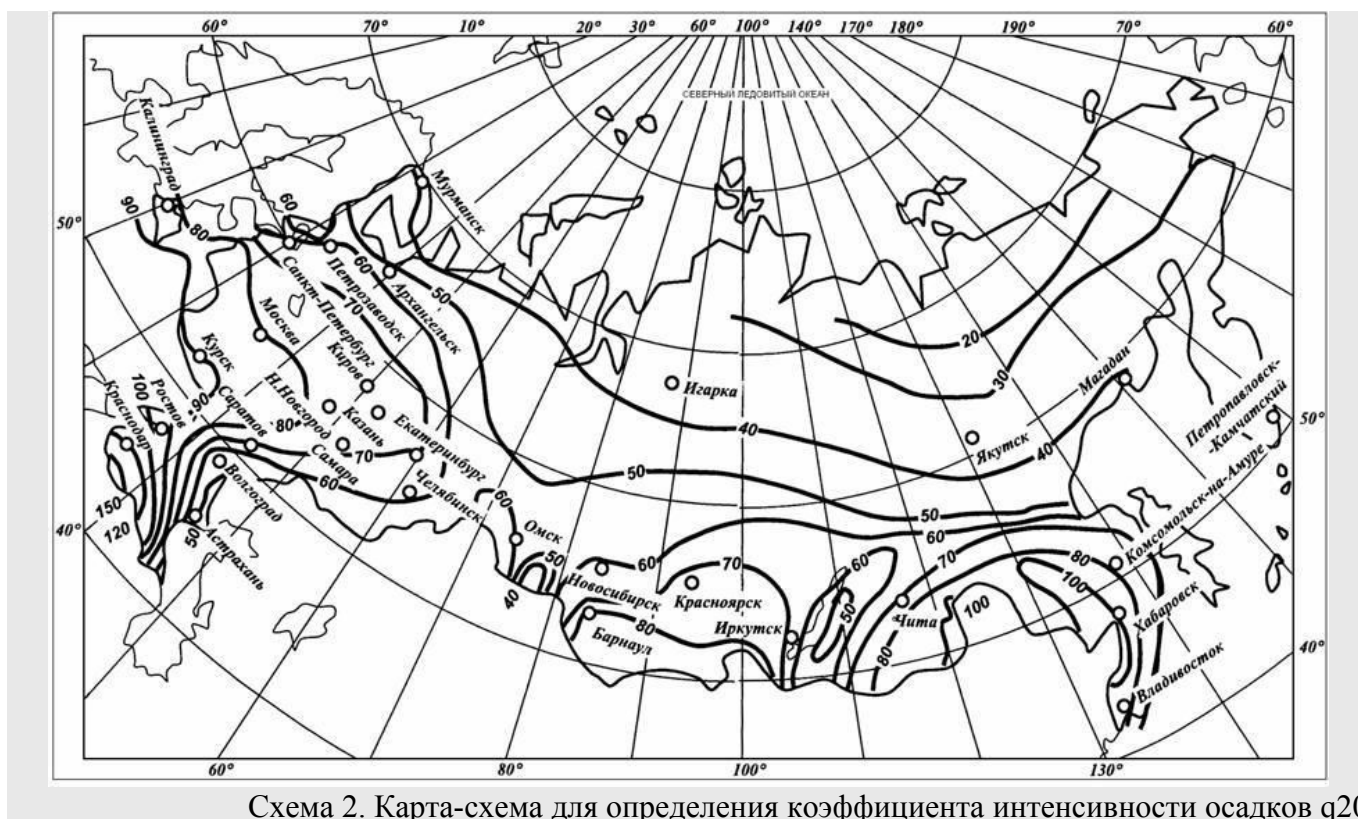 60° 70° 10° 20° 30° 60° 100° 140° 170° 180° 190° 70° 60°
СЕВЕРНЫЙ ЛЕДОВИТЫЙ ОКЕАН
Калининград
Мурманск
50°
90
80
60
60
50
70
Санкт-Петербург
Петрозаводск
Архангельск
Москва
Киров
Курск
20
30
Игарка
Магадан
Петропавловск-
-Камчатский
50°
Ростов
Краснодар
100
90
Саратов
Н.Новгород
Казань
Екатеринбург
80
70
60
Самара
Челябинск
Волгоград
Астрахань
40
Якутск
40
50
50
60
70
80
100
Комсомольск-на-Амуре
150
120
40°
50
60
Омск
50
40
60
Новосибирск
70
Красноярск
Барнаул
80
Иркутск
60
50
80
Чита
100
Хабаровск
Владивосток
40°
60° 80° 100° 130°
Схема 2. Карта-схема для определения коэффициента интенсивности осадков q20